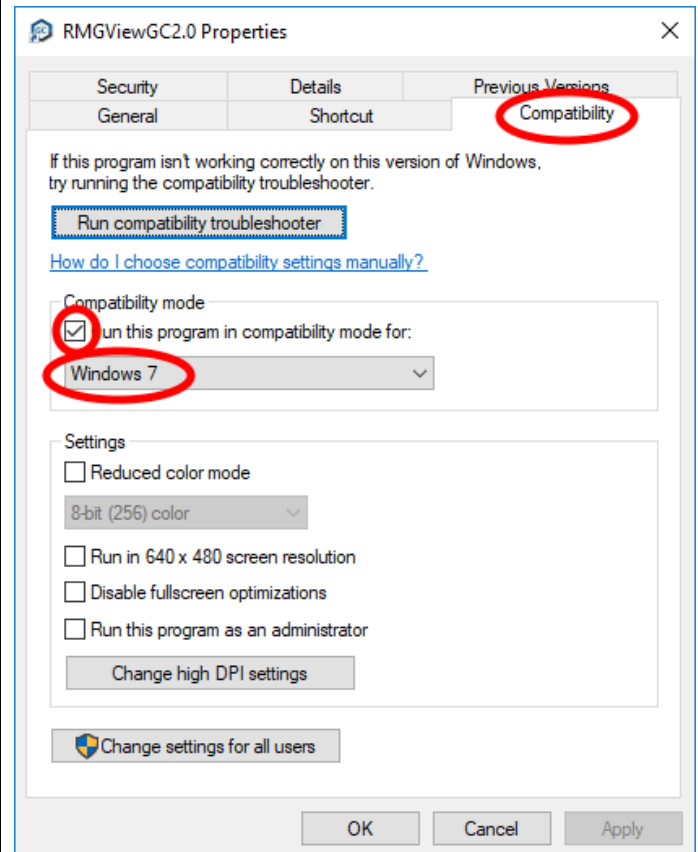 RMGViewGC2.0 Properties
Security Details Previous Versions
General Shortcut Compatibility
If this program isn't working correctly on this version of Windows,
try running the compatibility troubleshooter.
Run compatibility troubleshooter
How do I choose compatibility settings manually?
Compatibility mode
Run this program in compatibility mode for:
Windows 7
Settings
Reduced color mode
8-bit (256) color
Run in 640 x 480 screen resolution
Disable fullscreen optimizations
Run this program as an administrator
Change high DPI settings
Change settings for all users
OK Cancel Apply